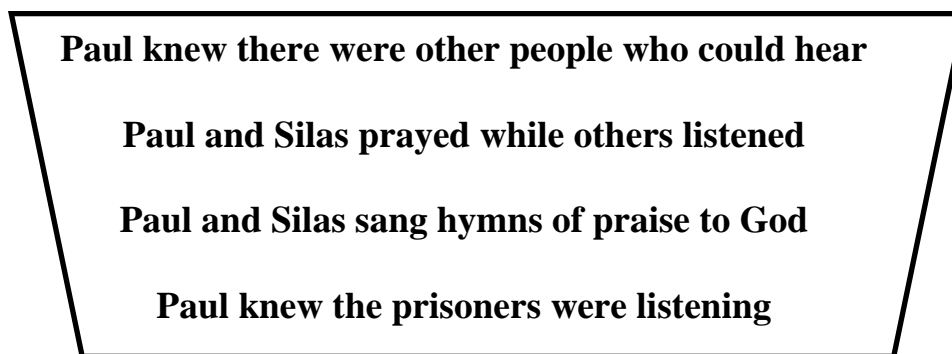 Paul knew there were other people who could hear
Paul and Silas prayed while others listened
Paul and Silas sang hymns of praise to God
Paul knew the prisoners were listening